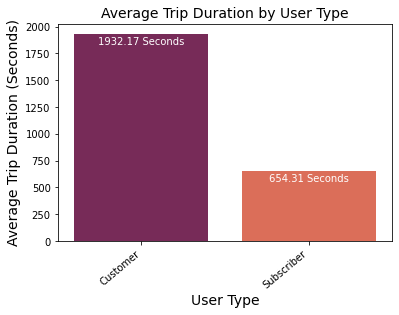 Average Trip Duration by User Type
Average Trip Duration (Seconds)
2000
1750
1500
1250
1000
750
500
250
0
1932.17 Seconds
654.31 Seconds
Customer
Subscriber
User Type